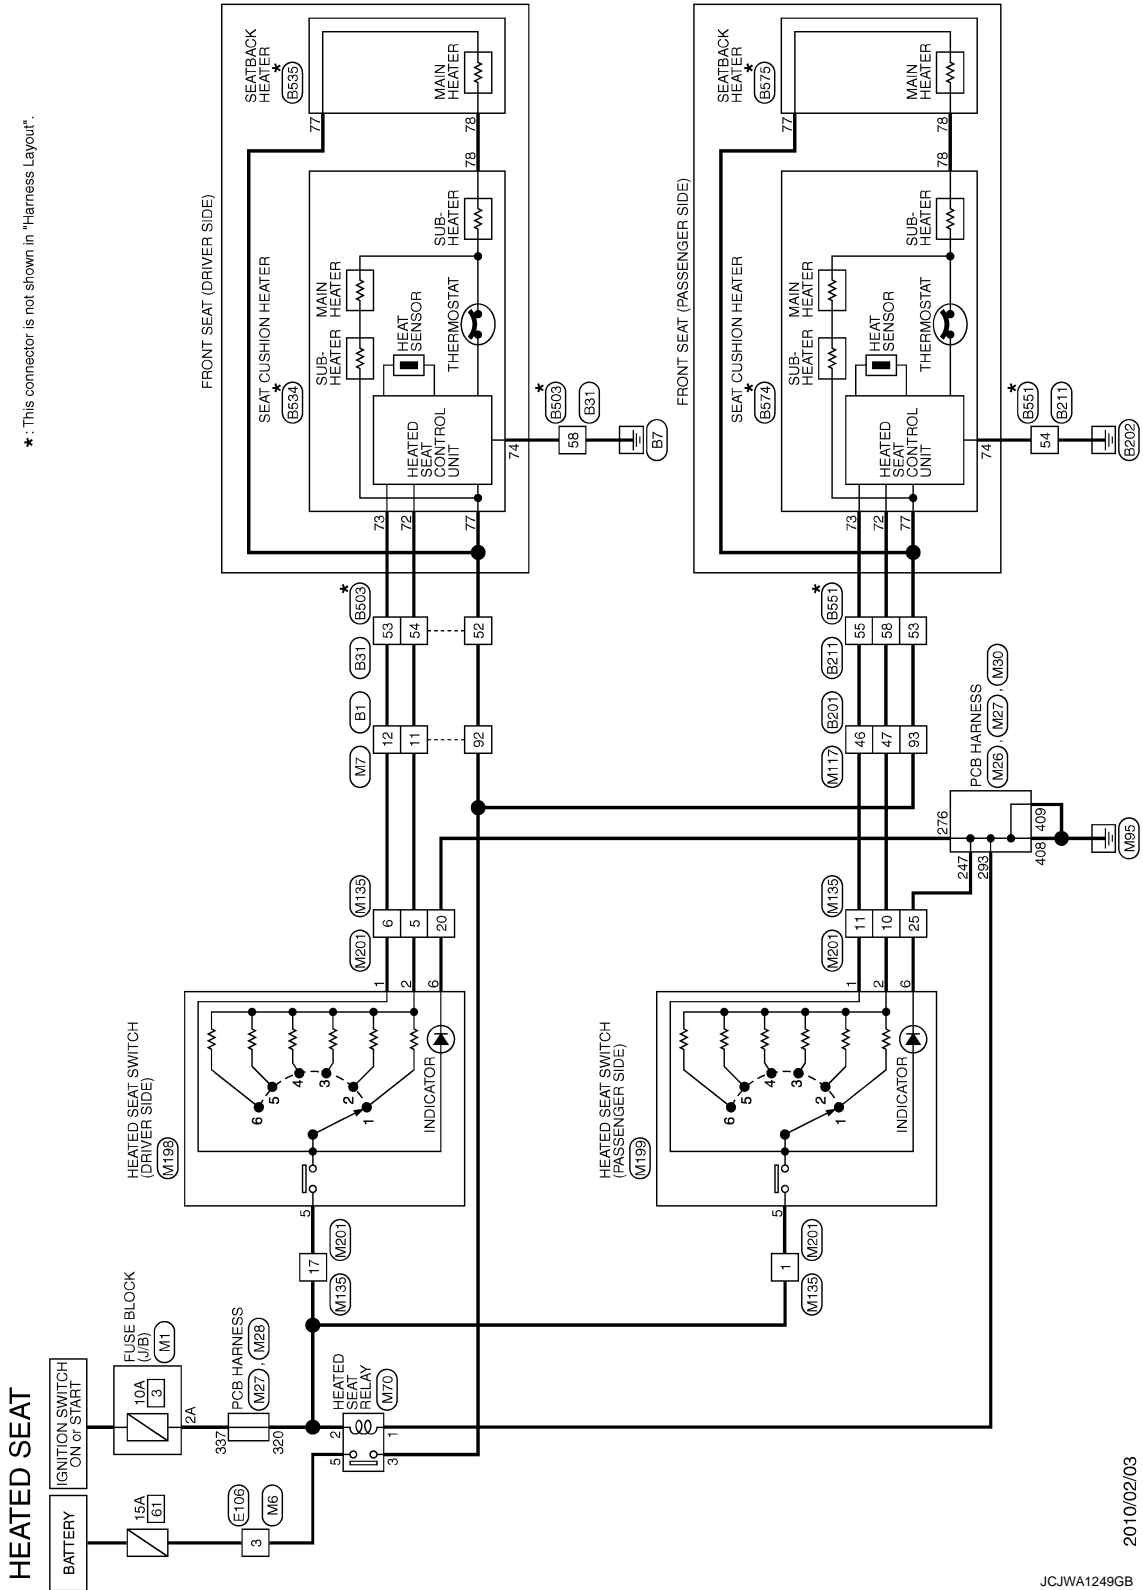 HEATED SEAT
BATTERY
15A
61
E106
M6
3
IGNITION SWITCH
ON or START
FUSE BLOCK
(J/B)
M1
10A
3
2A
PCB HARNESS
M27 , M28
337
320
HEATED
SEAT
RELAY
M70
2
1
5
3
M201
17
M135
M201
1
M135
HEATED SEAT SWITCH
(DRIVER SIDE)
M198
5
6
5
4
3
2
1
INDICATOR
1
2
6
HEATED SEAT SWITCH
(PASSENGER SIDE)
M199
5
6
5
4
3
2
1
INDICATOR
1
2
6
M201
M135
6
5
20
M201
M135
11
10
25
M7
B1
12
11
92
M117
B201
46
47
93
B31
*
B503
53
54
52
B211
*
B551
55
58
53
PCB HARNESS
M26 , M27 , M30
276
247
293
408
409
M95
FRONT SEAT (DRIVER SIDE)
SEAT CUSHION HEATER
*
B534
73
72
77
HEATED
SEAT
CONTROL
UNIT
SUB-
HEATER
MAIN
HEATER
HEAT
SENSOR
THERMOSTAT
SUB-
HEATER
74
*
B503
B31
58
B7
78
78
77
SEATBACK
HEATER
*
B535
MAIN
HEATER
FRONT SEAT (PASSENGER SIDE)
SEAT CUSHION HEATER
*
B574
73
72
77
HEATED
SEAT
CONTROL
UNIT
SUB-
HEATER
MAIN
HEATER
HEAT
SENSOR
THERMOSTAT
SUB-
HEATER
74
*
B551
B211
54
B202
78
78
77
SEATBACK
HEATER
*
B575
MAIN
HEATER
* : This connector is not shown in "Harness Layout".
2010/02/03
JCJWA1249GB